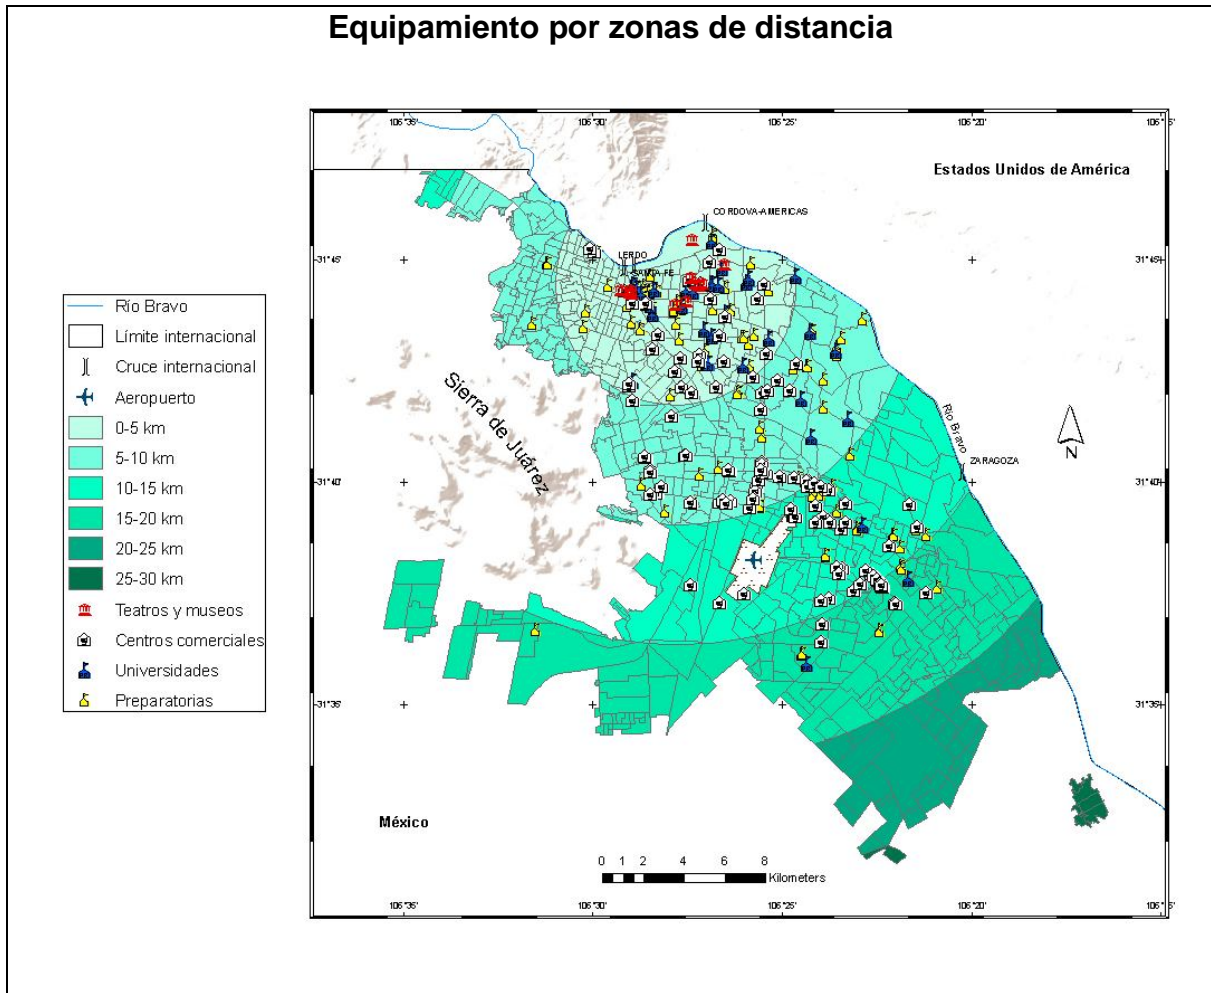 Equipamiento por zonas de distancia
106°35'
106°30'
106°25'
106°20'
Estados Unidos de América
CORDOVA-AMERICAS
31°45'
31°45'
LERDO
SANTA FE
Río Bravo
Límite internacional
Cruce internacional
Aeropuerto
0-5 km
5-10 km
10-15 km
15-20 km
20-25 km
25-30 km
Teatros y museos
Centros comerciales
Universidades
Preparatorias
Sierra de Juárez
Río Bravo
N
ZARAGOZA
31°40'
31°40'
31°35'
31°35'
México
0 1 2 4 6 8
Kilometers
106°35'
106°30'
106°25'
106°20'